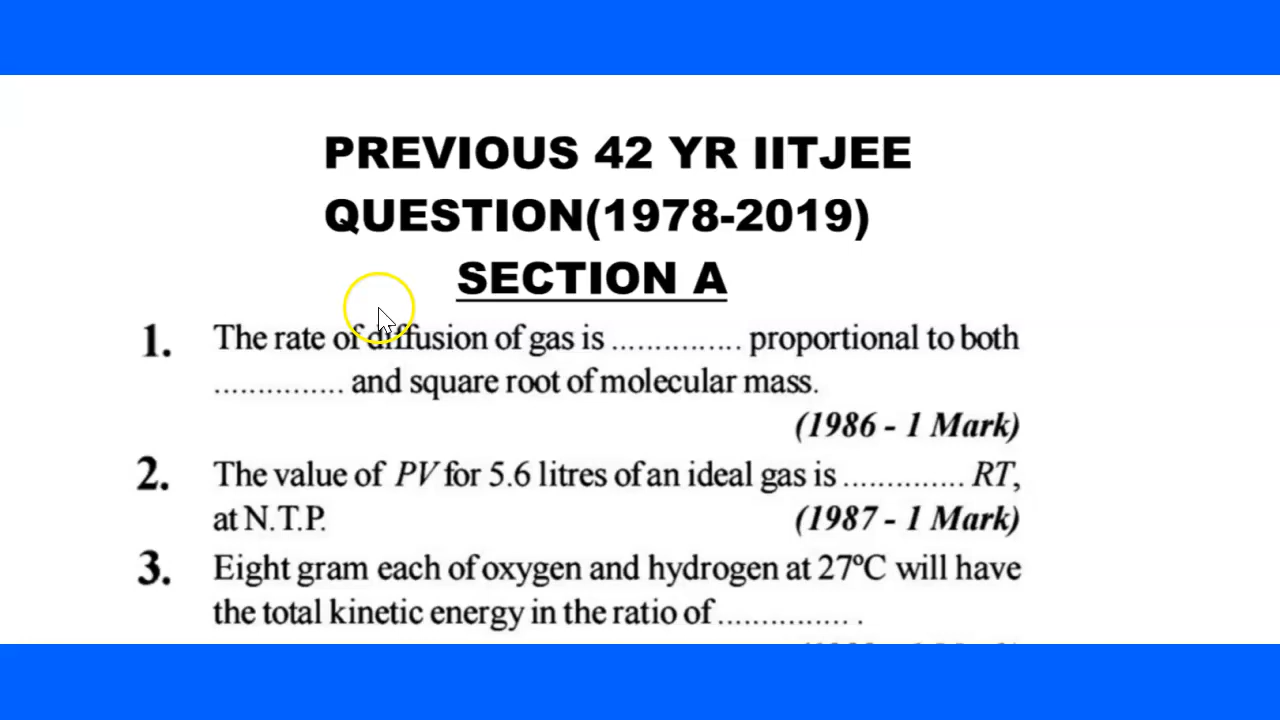 PREVIOUS 42 YR IITJEE
QUESTION(1978-2019)
SECTION A
1. The rate of diffusion of gas is .............. proportional to both
.............. and square root of molecular mass.
(1986 - 1 Mark)
2. The value of PV for 5.6 litres of an ideal gas is .............. RT,
at N.T.P. (1987 - 1 Mark)
3. Eight gram each of oxygen and hydrogen at 27°C will have
the total kinetic energy in the ratio of .............. .